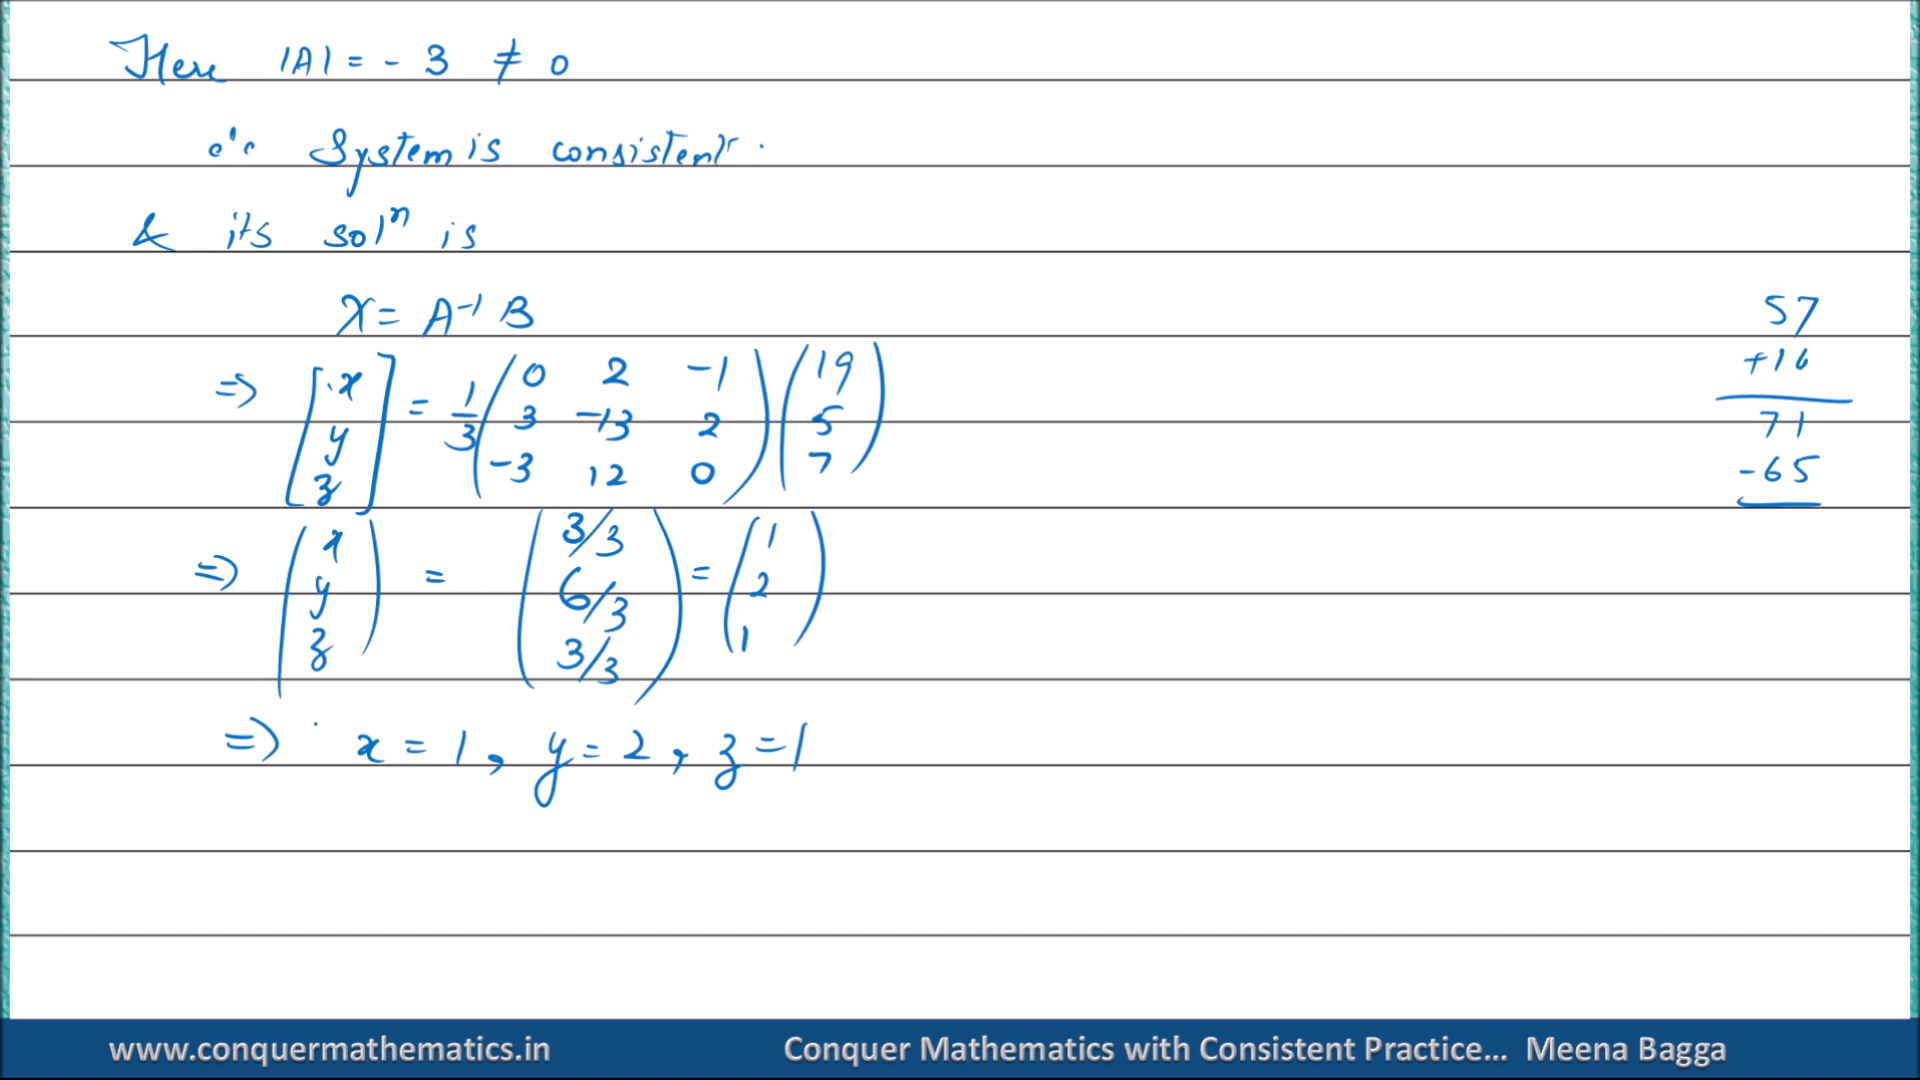 Here |A| = - 3 ≠ 0
∴ System is consistent.
& its solⁿ is
X = A⁻¹ B
57
+16
71
-65
⇒ [x y z] = 1/3 (0 2 -1
3 -13 2
-3 12 0) (19 5 7)
⇒ (x y z) = (3/3 6/3 3/3) = (1 2 1)
⇒ x = 1, y = 2, z = 1
www.conquermathematics.in
Conquer Mathematics with Consistent Practice... Meena Bagga